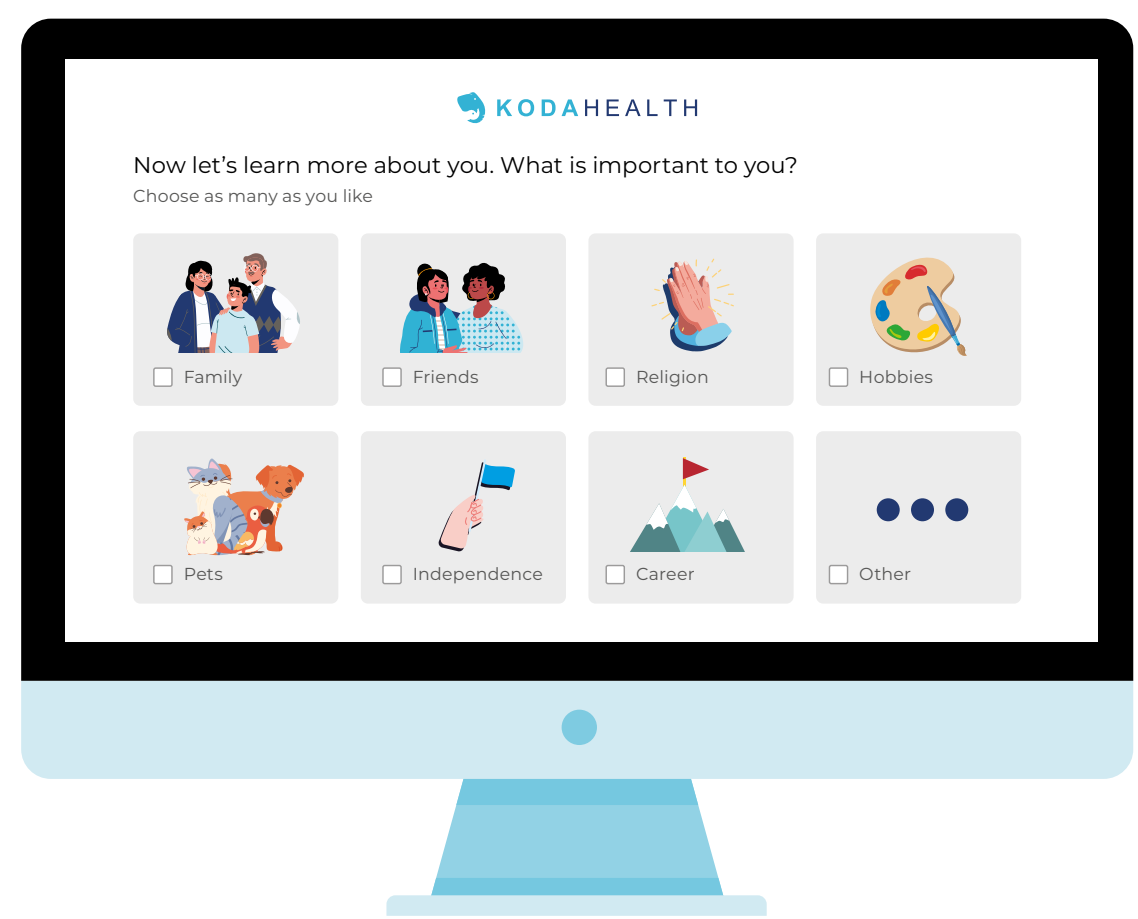 KODAHEALTH
Now let’s learn more about you. What is important to you?
Choose as many as you like
Family
Friends
Religion
Hobbies
Pets
Independence
Career
Other